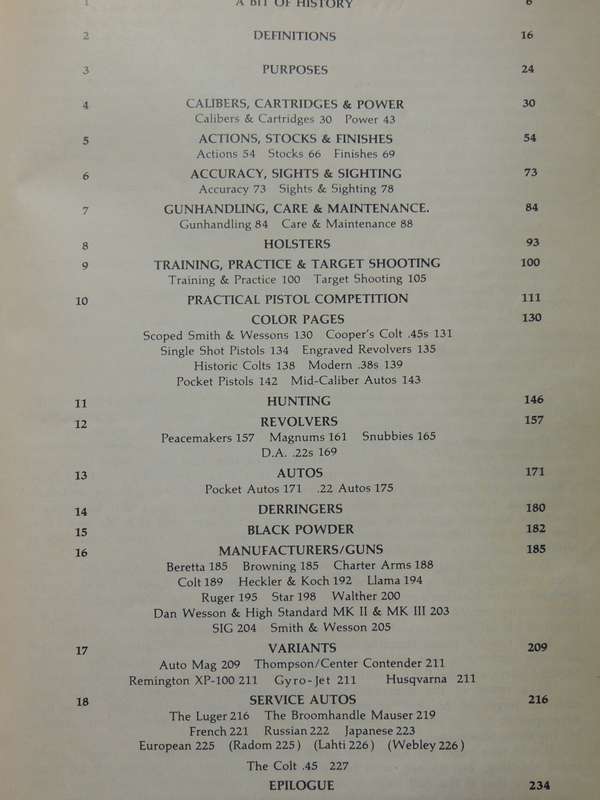 1 A BIT OF HISTORY 6
2 DEFINITIONS 16
3 PURPOSES 24
4 CALIBERS, CARTRIDGES & POWER 30
Calibers & Cartridges 30 Power 43
5 ACTIONS, STOCKS & FINISHES 54
Actions 54 Stocks 66 Finishes 69
6 ACCURACY, SIGHTS & SIGHTING 73
Accuracy 73 Sights & Sighting 78
7 GUNHANDLING, CARE & MAINTENANCE. 84
Gunhandling 84 Care & Maintenance 88
8 HOLSTERS 93
9 TRAINING, PRACTICE & TARGET SHOOTING 100
Training & Practice 100 Target Shooting 105
10 PRACTICAL PISTOL COMPETITION 111
COLOR PAGES 130
Scoped Smith & Wessons 130 Cooper's Colt .45s 131
Single Shot Pistols 134 Engraved Revolvers 135
Historic Colts 138 Modern .38s 139
Pocket Pistols 142 Mid-Caliber Autos 143
11 HUNTING 146
12 REVOLVERS 157
Peacemakers 157 Magnums 161 Snubbies 165
D.A. .22s 169
13 AUTOS 171
Pocket Autos 171 .22 Autos 175
14 DERRINGERS 180
15 BLACK POWDER 182
16 MANUFACTURERS/GUNS 185
Beretta 185 Browning 185 Charter Arms 188
Colt 189 Heckler & Koch 192 Llama 194
Ruger 195 Star 198 Walther 200
Dan Wesson & High Standard MK II & MK III 203
SIG 204 Smith & Wesson 205
17 VARIANTS 209
Auto Mag 209 Thompson/Center Contender 211
Remington XP-100 211 Gyro-Jet 211 Husqvarna 211
18 SERVICE AUTOS 216
The Luger 216 The Broomhandle Mauser 219
French 221 Russian 222 Japanese 223
European 225 (Radom 225) (Lahti 226) (Webley 226)
The Colt .45 227
EPILOGUE 234